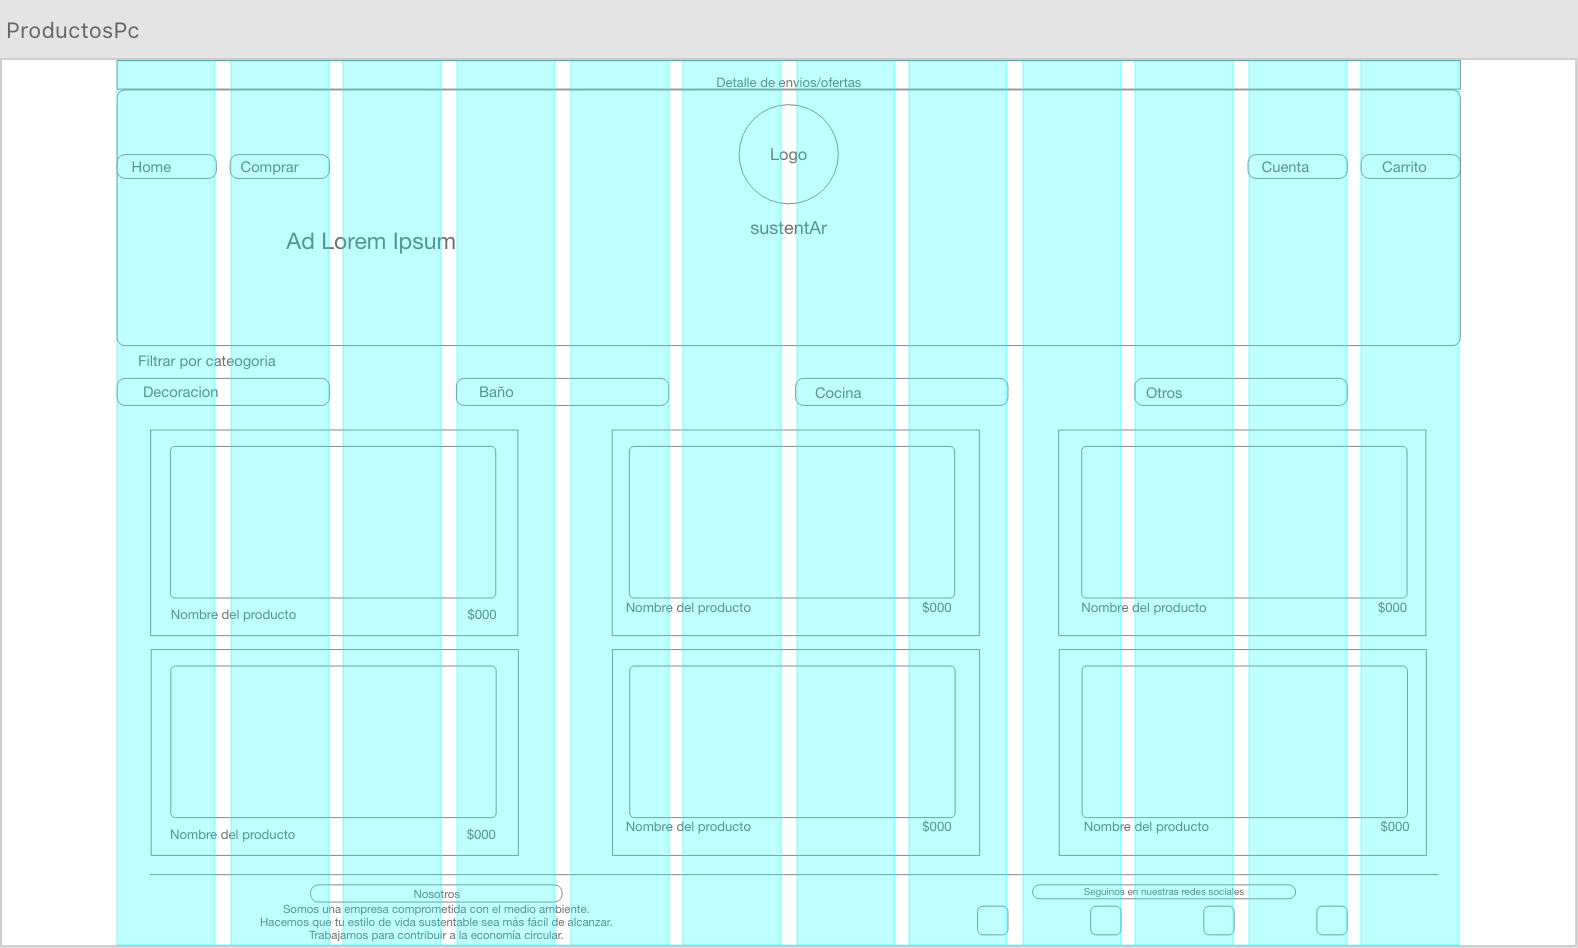 ProductosPc
Detalle de envios/ofertas
Home
Comprar
Logo
Cuenta
Carrito
sustentAr
Ad Lorem Ipsum
Filtrar por cateogoria
Decoracion
Baño
Cocina
Otros
Nombre del producto $000
Nombre del producto $000
Nombre del producto $000
Nombre del producto $000
Nombre del producto $000
Nombre del producto $000
Nosotros
Somos una empresa comprometida con el medio ambiente.
Hacemos que tu estilo de vida sustentable sea más fácil de alcanzar.
Trabajamos para contribuir a la economía circular.
Seguinos en nuestras redes sociales